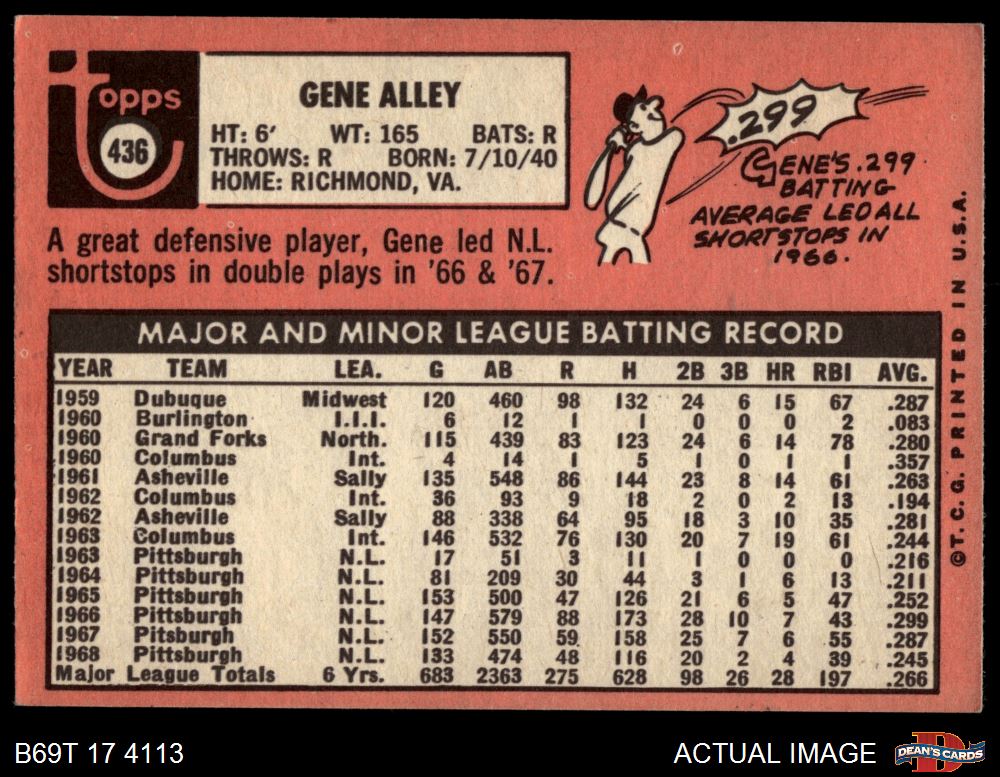 topps
436
GENE ALLEY
HT: 6' WT: 165 BATS: R
THROWS: R BORN: 7/10/40
HOME: RICHMOND, VA.
A great defensive player, Gene led N.L.
shortstops in double plays in '66 & '67.
.299
GENE'S .299
BATTING
AVERAGE LED ALL
SHORTSTOPS IN
1966.
MAJOR AND MINOR LEAGUE BATTING RECORD
YEAR TEAM LEA. G AB R H 2B 3B HR RBI AVG.
1959 Dubuque Midwest 120 460 98 132 24 6 15 67 .287
1960 Burlington I.I.I. 6 12 1 1 0 0 0 2 .083
1960 Grand Forks North. 115 439 83 123 24 6 14 78 .280
1960 Columbus Int. 4 14 1 5 1 0 1 1 .357
1961 Asheville Sally 135 548 86 144 23 8 14 61 .263
1962 Columbus Int. 36 93 9 18 2 0 2 13 .194
1962 Asheville Sally 88 338 64 95 18 3 10 35 .281
1963 Columbus Int. 146 532 76 130 20 7 19 61 .244
1963 Pittsburgh N.L. 17 51 3 11 1 0 0 0 .216
1964 Pittsburgh N.L. 81 209 30 44 3 1 6 13 .211
1965 Pittsburgh N.L. 153 500 47 126 21 6 5 47 .252
1966 Pittsburgh N.L. 147 579 88 173 28 10 7 43 .299
1967 Pitsburgh N.L. 152 550 59 158 25 7 6 55 .287
1968 Pittsburgh N.L. 133 474 48 116 20 2 4 39 .245
Major League Totals 6 Yrs. 683 2363 275 628 98 26 28 197 .266
©T.C.G. PRINTED IN U.S.A.
B69T 17 4113
ACTUAL IMAGE
DEAN'S CARDS